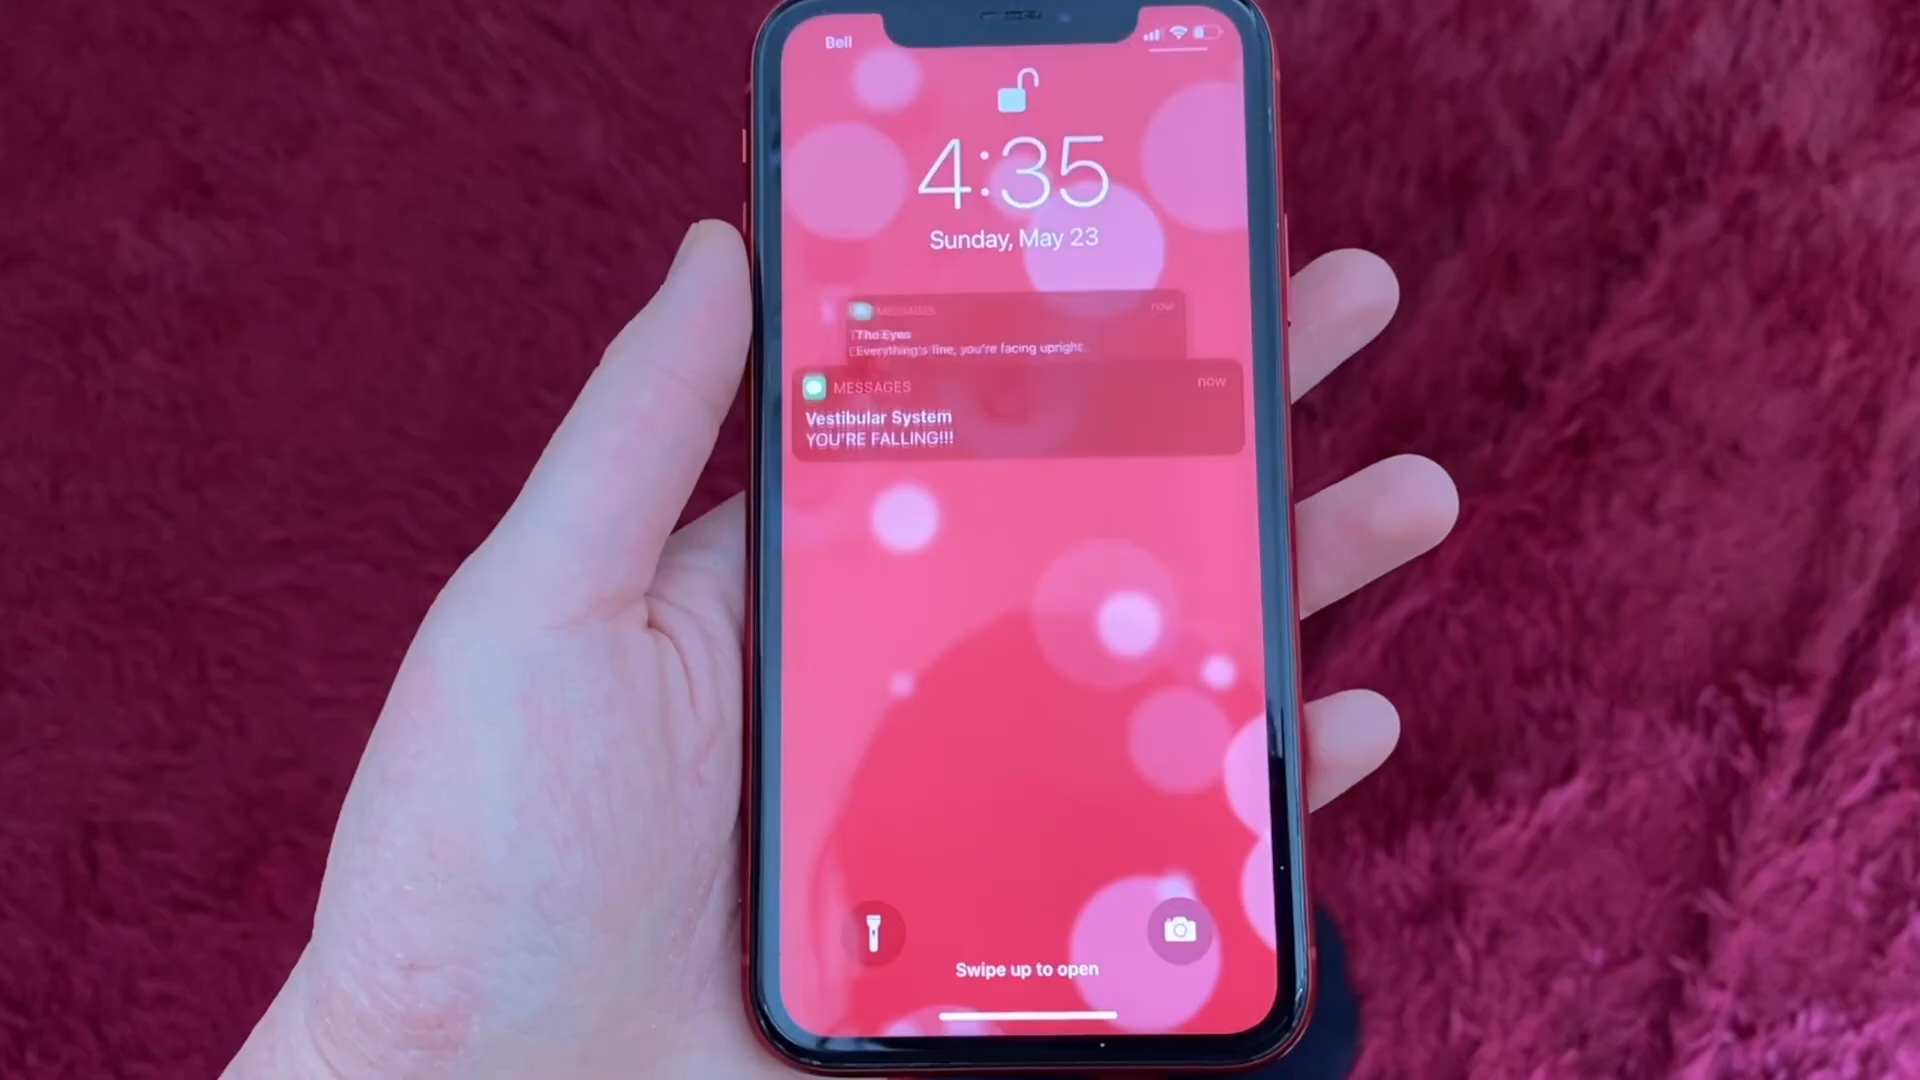 Bell
4:35
Sunday, May 23
MESSAGES
now
The Eyes
Everything's fine, you're facing upright.
MESSAGES
now
Vestibular System
YOU'RE FALLING!!!
Swipe up to open